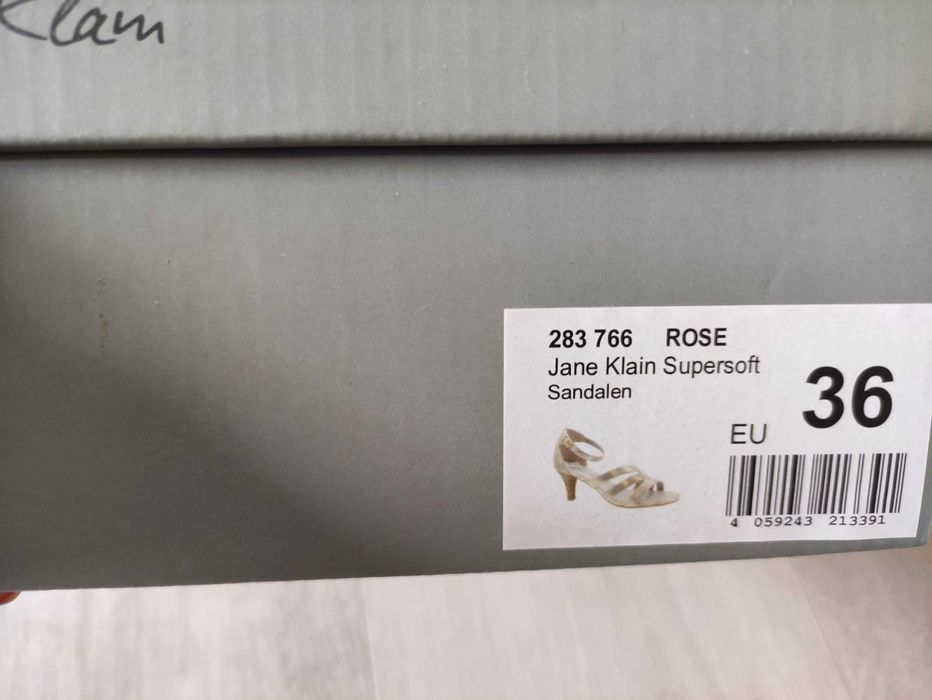 Klain
283 766 ROSE
Jane Klain Supersoft
Sandalen
EU 36
4 059243 213391